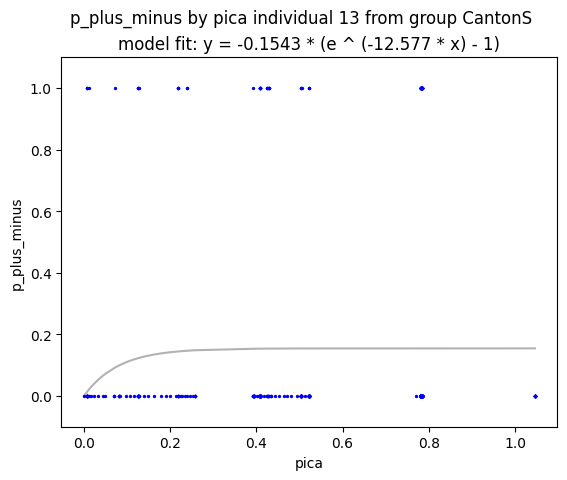 p_plus_minus by pica individual 13 from group CantonS
model fit: y = -0.1543 * (e ^ (-12.577 * x) - 1)
1.0
0.8
0.6
0.4
0.2
0.0
p_plus_minus
0.0 0.2 0.4 0.6 0.8 1.0
pica